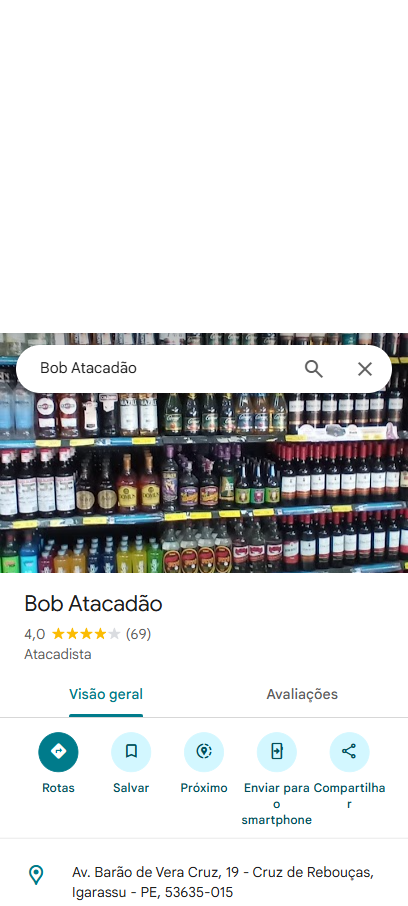 Bob Atacadão
Bob Atacadão
4,0 (69)
Atacadista
Visão geral Avaliações
Rotas Salvar Próximo Enviar para o smartphone Compartilhar
Av. Barão de Vera Cruz, 19 - Cruz de Rebouças,
Igarassu - PE, 53635-015